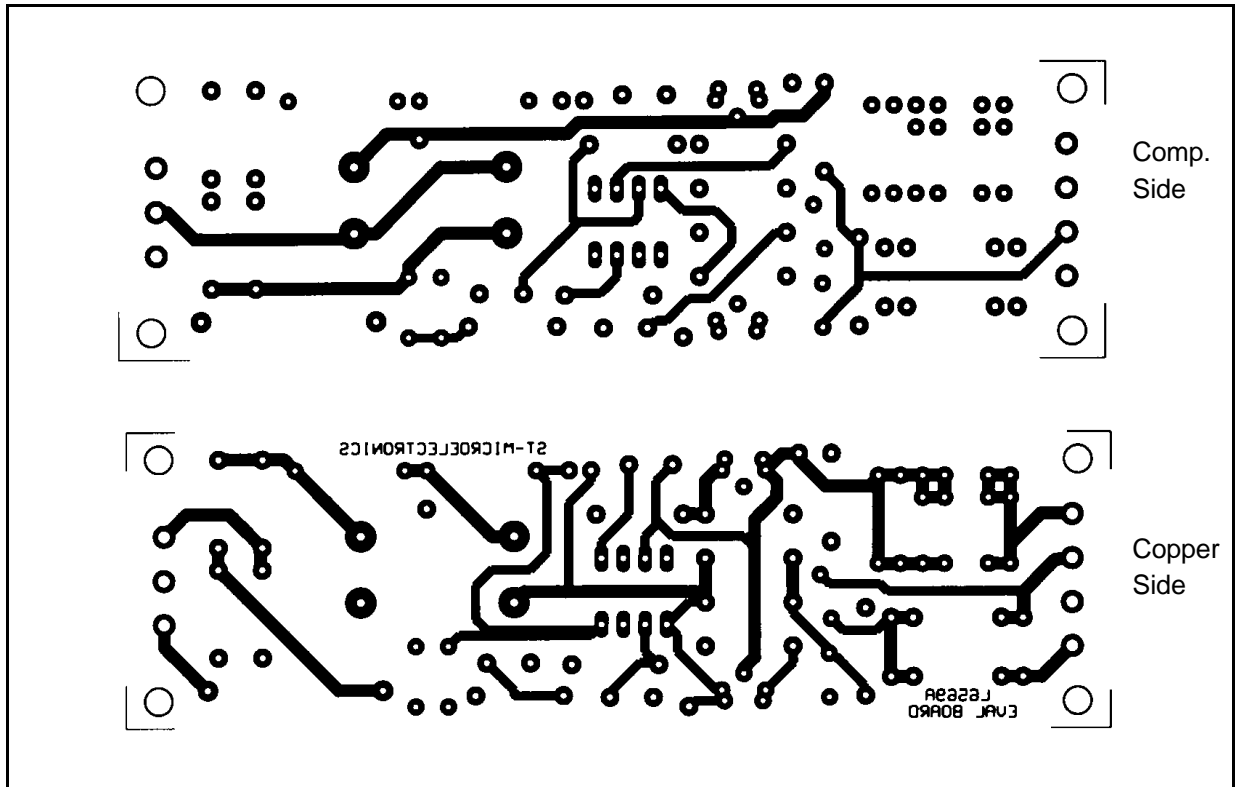 Comp.
Side
ST-MICROELECTRONICS
Copper
Side
L6569A
EVAL BOARD